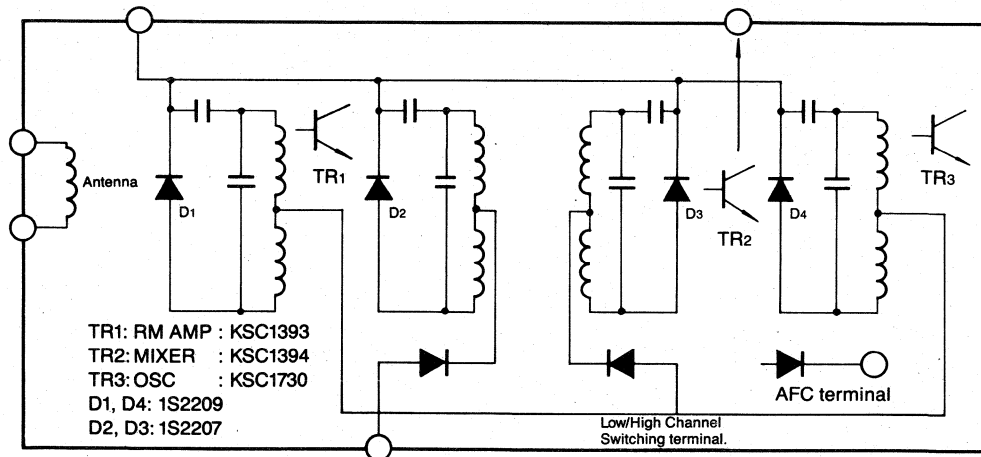 Antenna
D1
TR1
D2
D3
TR2
D4
TR3
TR1: RM AMP : KSC1393
TR2: MIXER : KSC1394
TR3: OSC : KSC1730
D1, D4: 1S2209
D2, D3: 1S2207
AFC terminal
Low/High Channel
Switching terminal.